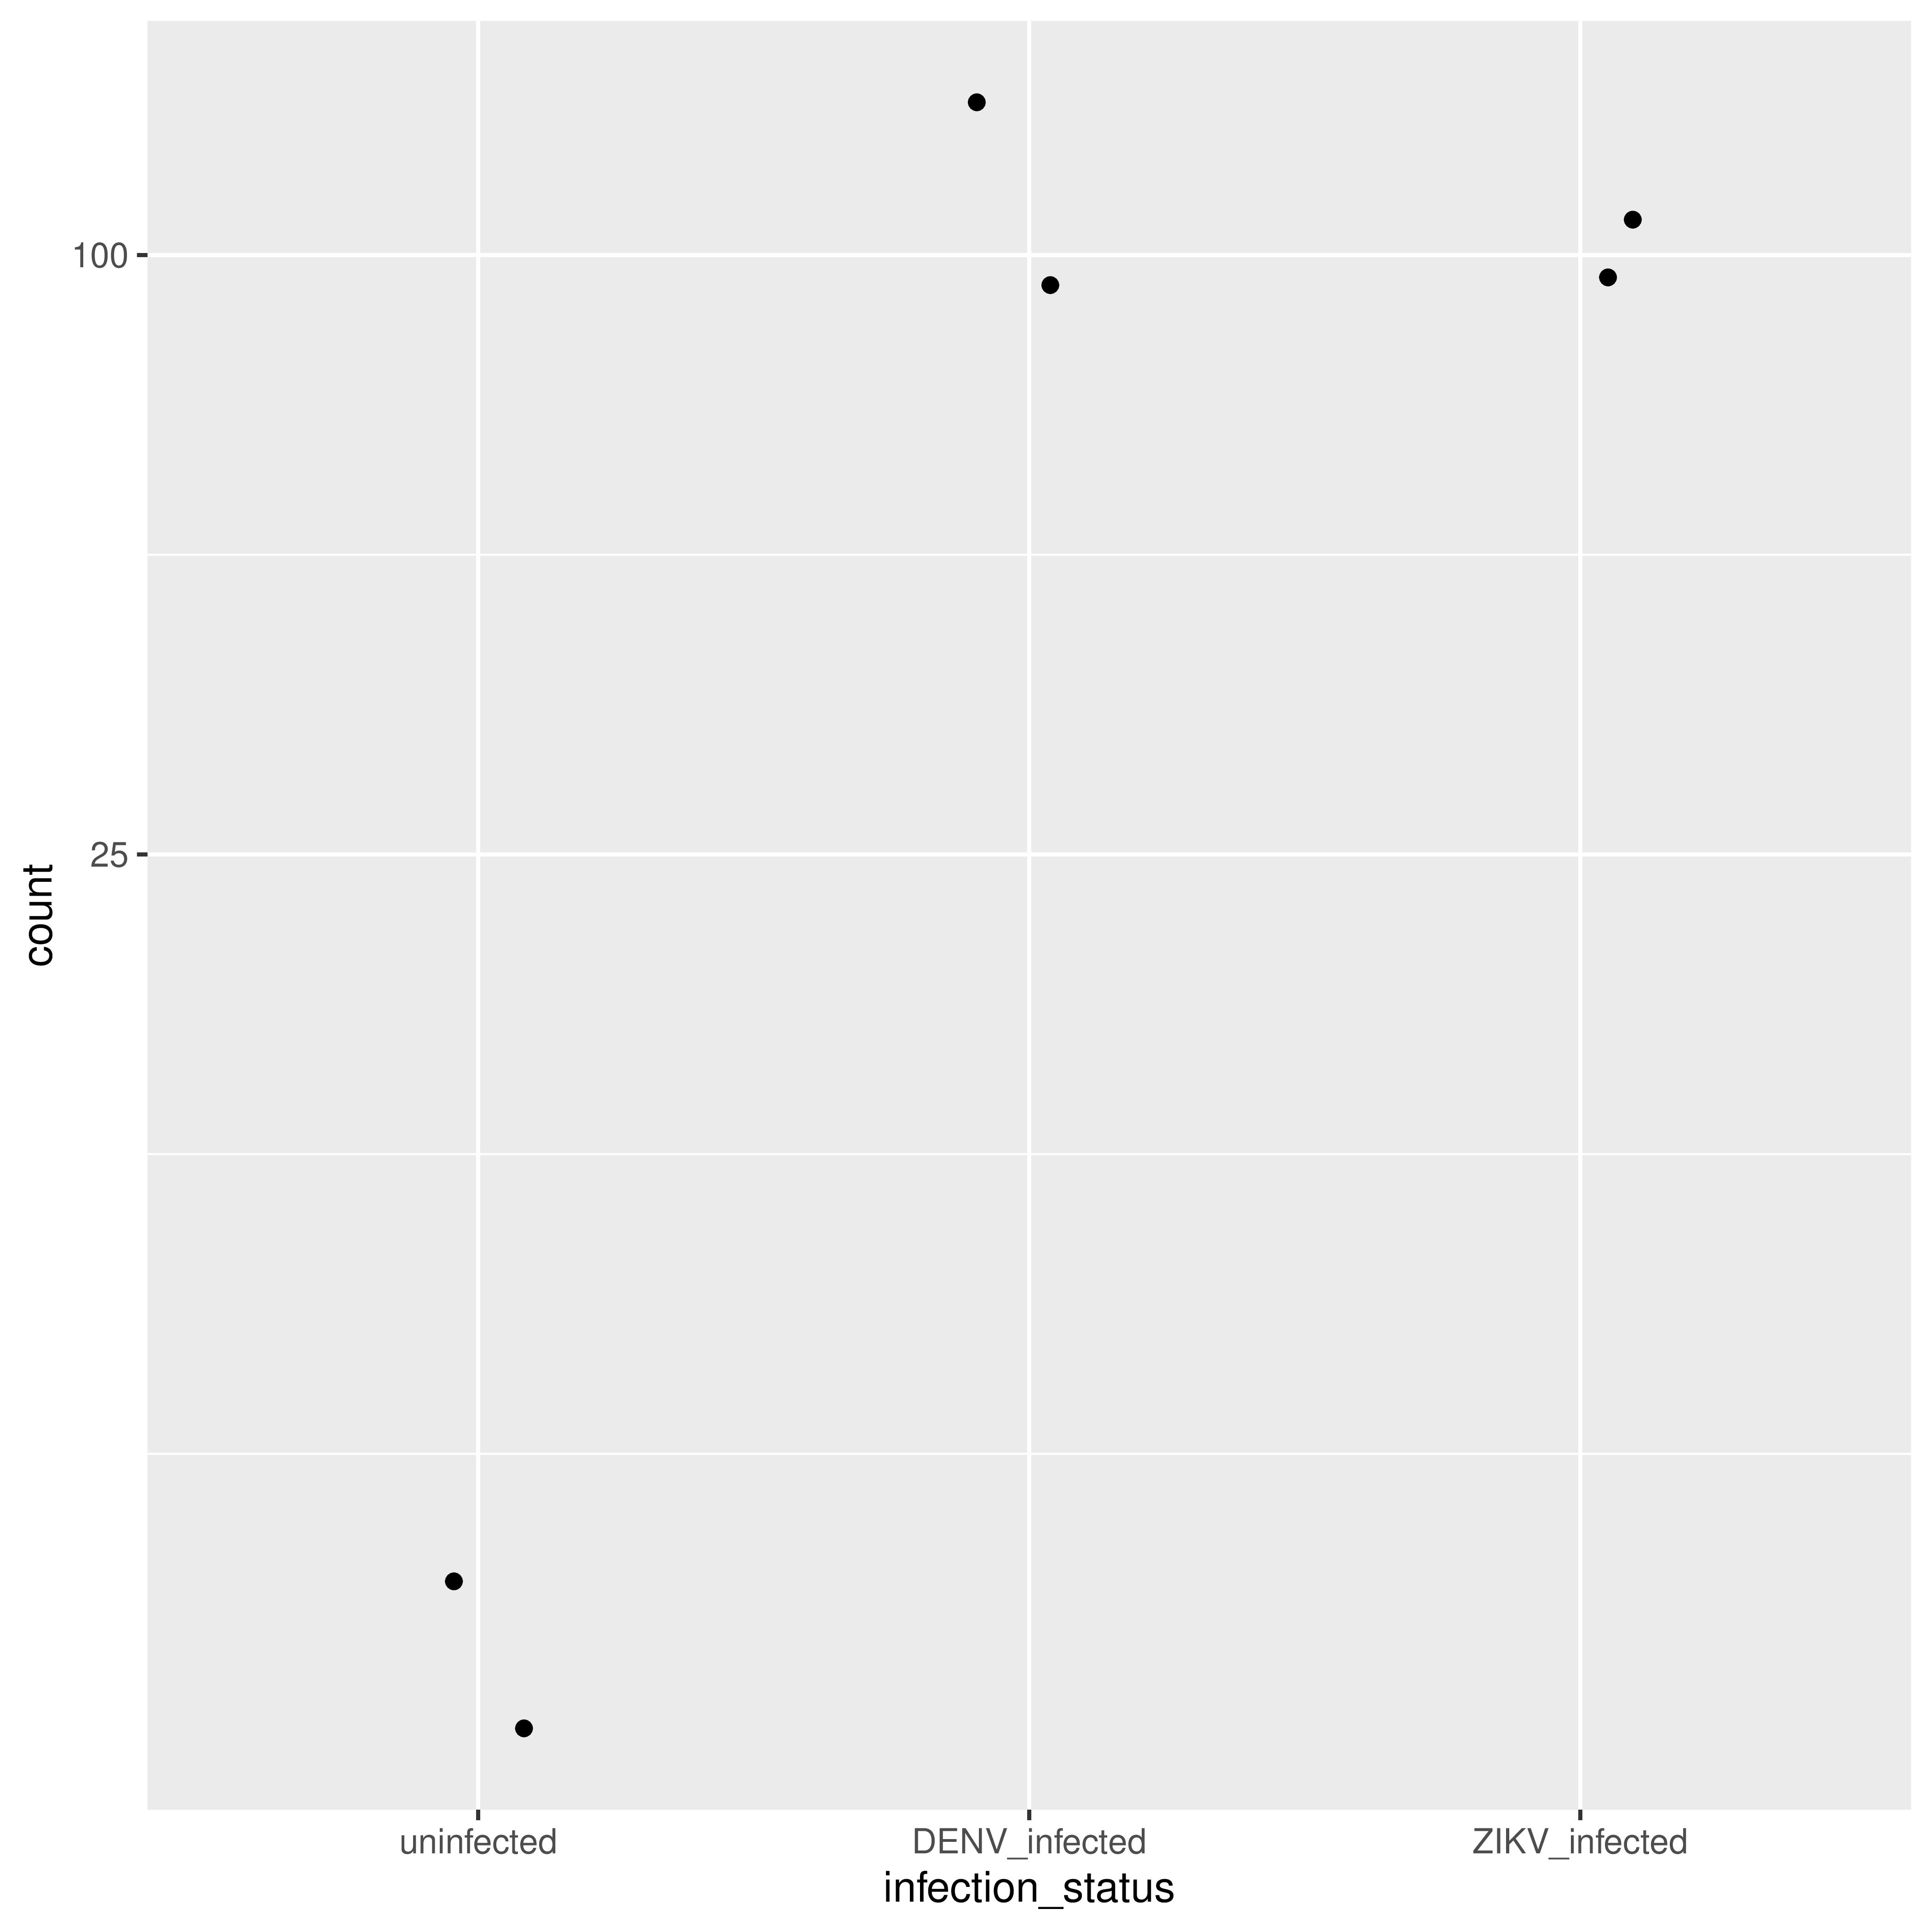 100
25
count
uninfected
DENV_infected
ZIKV_infected
infection_status